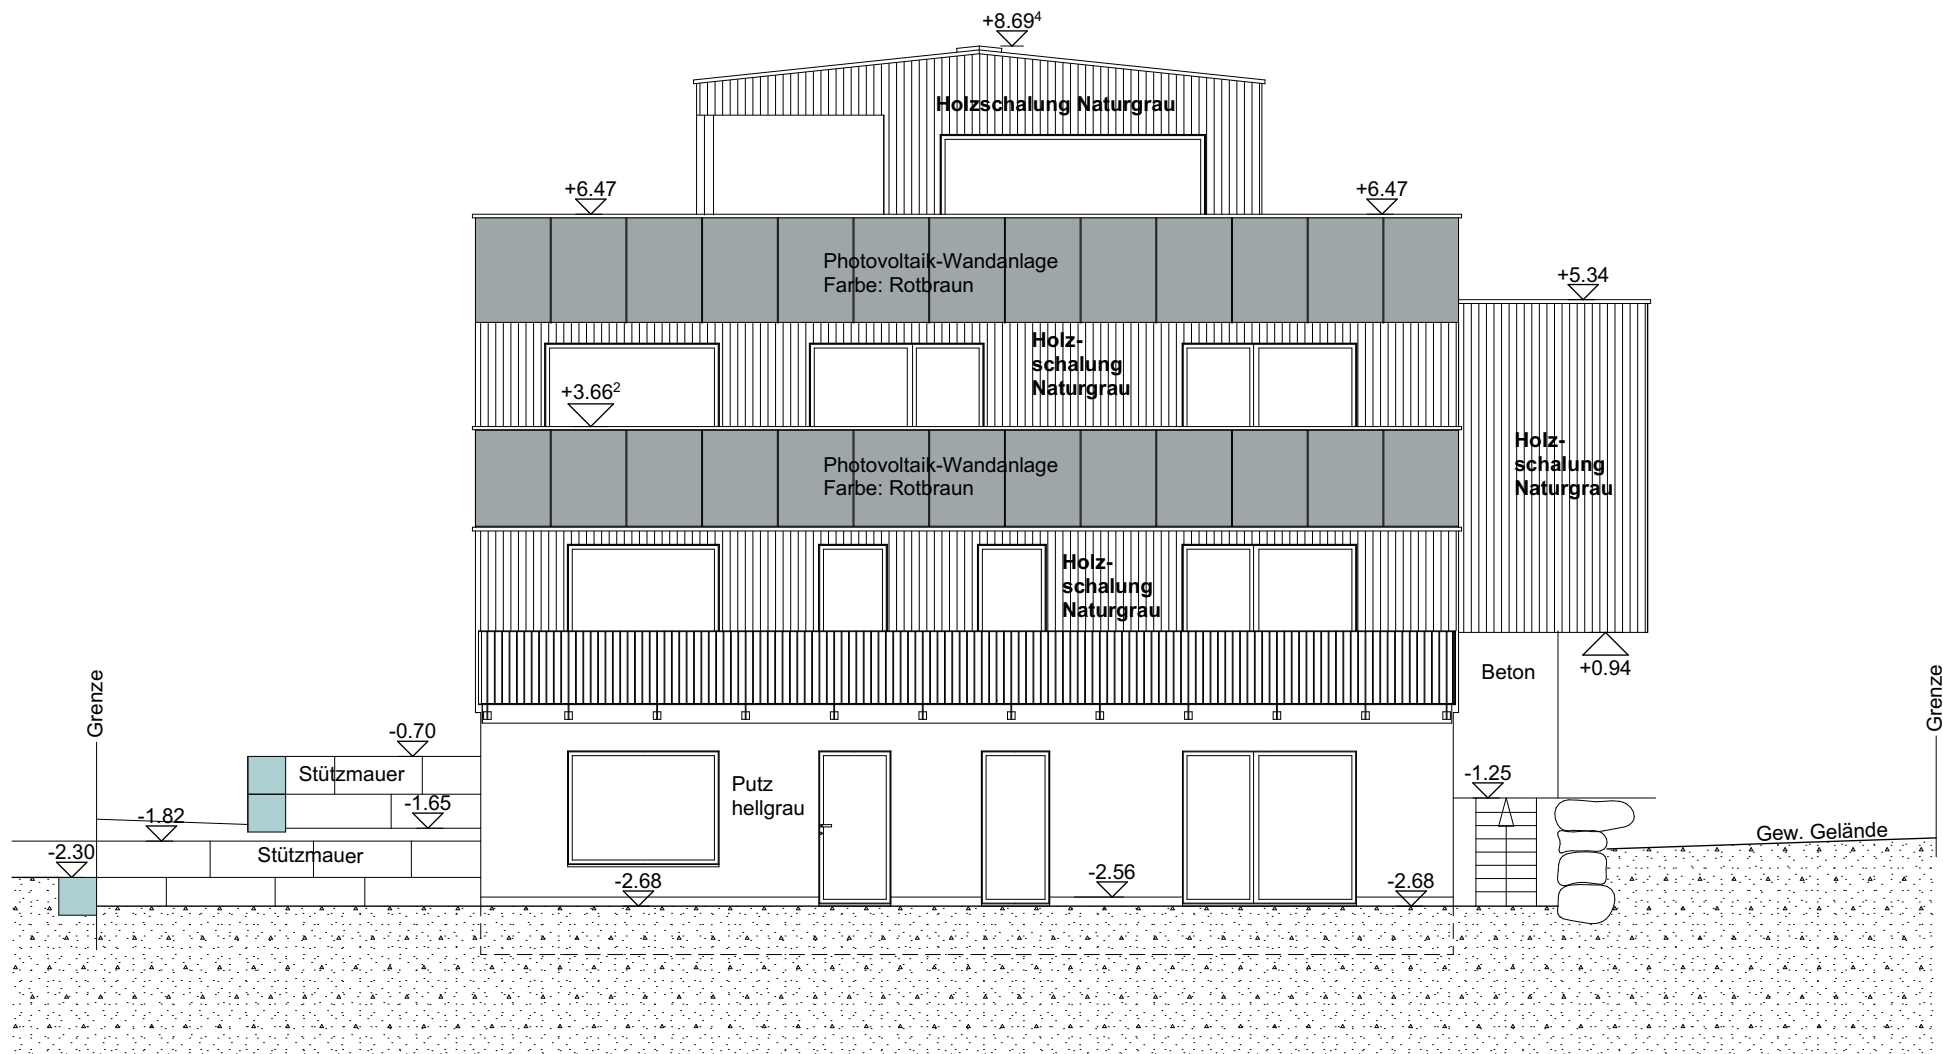 +8.69⁴
Holzschalung Naturgrau
+6.47
+6.47
Photovoltaik-Wandanlage
Farbe: Rotbraun
+5.34
Holz-
schalung
Naturgrau
+3.66²
Photovoltaik-Wandanlage
Farbe: Rotbraun
Holz-
schalung
Naturgrau
Holz-
schalung
Naturgrau
Beton
+0.94
Grenze
Grenze
-0.70
Stützmauer
-1.65
-1.82
Stützmauer
-2.30
Putz
hellgrau
-1.25
Gew. Gelände
-2.68
-2.56
-2.68